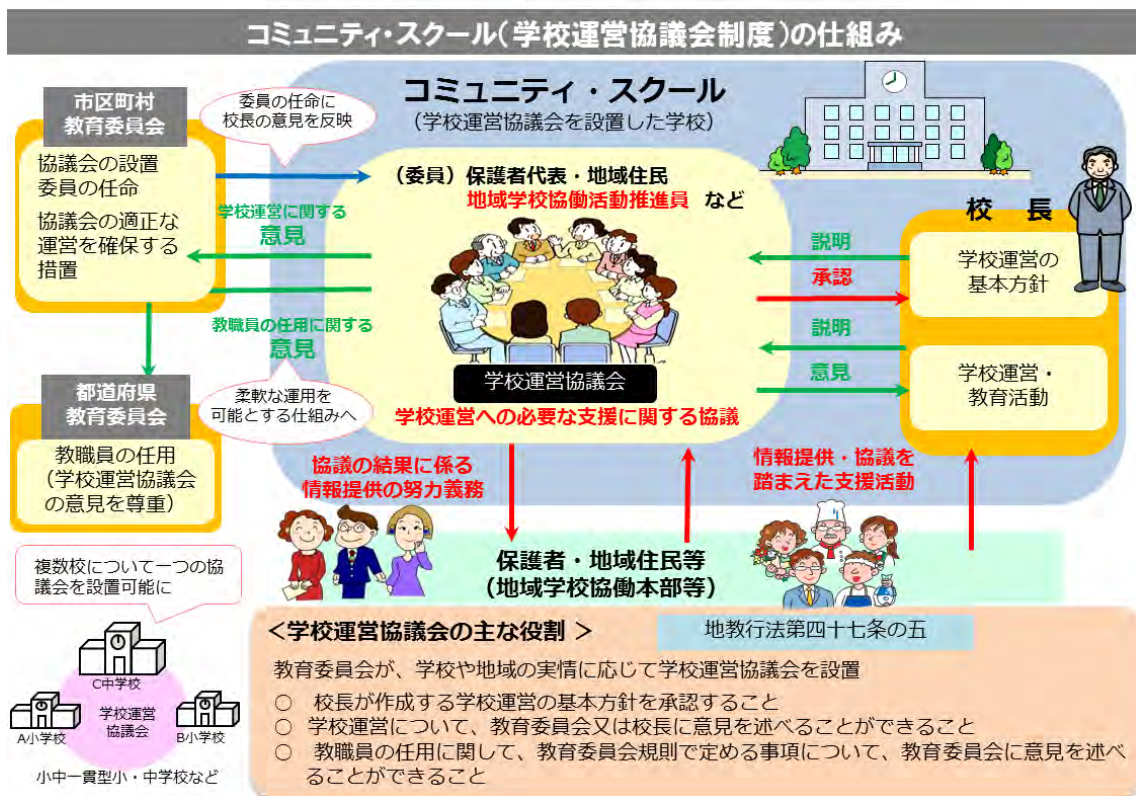 コミュニティ・スクール(学校運営協議会制度)の仕組み
市区町村
教育委員会
協議会の設置
委員の任命
協議会の適正な
運営を確保する
措置
委員の任命に
校長の意見を反映
コミュニティ・スクール
(学校運営協議会を設置した学校)
(委員)保護者代表・地域住民
地域学校協働活動推進員 など
学校運営に関する
意見
教職員の任用に関する
意見
学校運営協議会
学校運営への必要な支援に関する協議
校 長
説明
承認
学校運営の
基本方針
説明
意見
学校運営・
教育活動
都道府県
教育委員会
教職員の任用
(学校運営協議会
の意見を尊重)
柔軟な運用を
可能とする仕組みへ
協議の結果に係る
情報提供の努力義務
情報提供・協議を
踏まえた支援活動
保護者・地域住民等
(地域学校協働本部等)
複数校について一つの協
議会を設置可能に
C中学校
学校運営
協議会
A小学校
B小学校
小中一貫型小・中学校など
<学校運営協議会の主な役割 >
地教行法第四十七条の五
教育委員会が、学校や地域の実情に応じて学校運営協議会を設置
○ 校長が作成する学校運営の基本方針を承認すること
○ 学校運営について、教育委員会又は校長に意見を述べることができること
○ 教職員の任用に関して、教育委員会規則で定める事項について、教育委員会に意見を述べ
ることができること